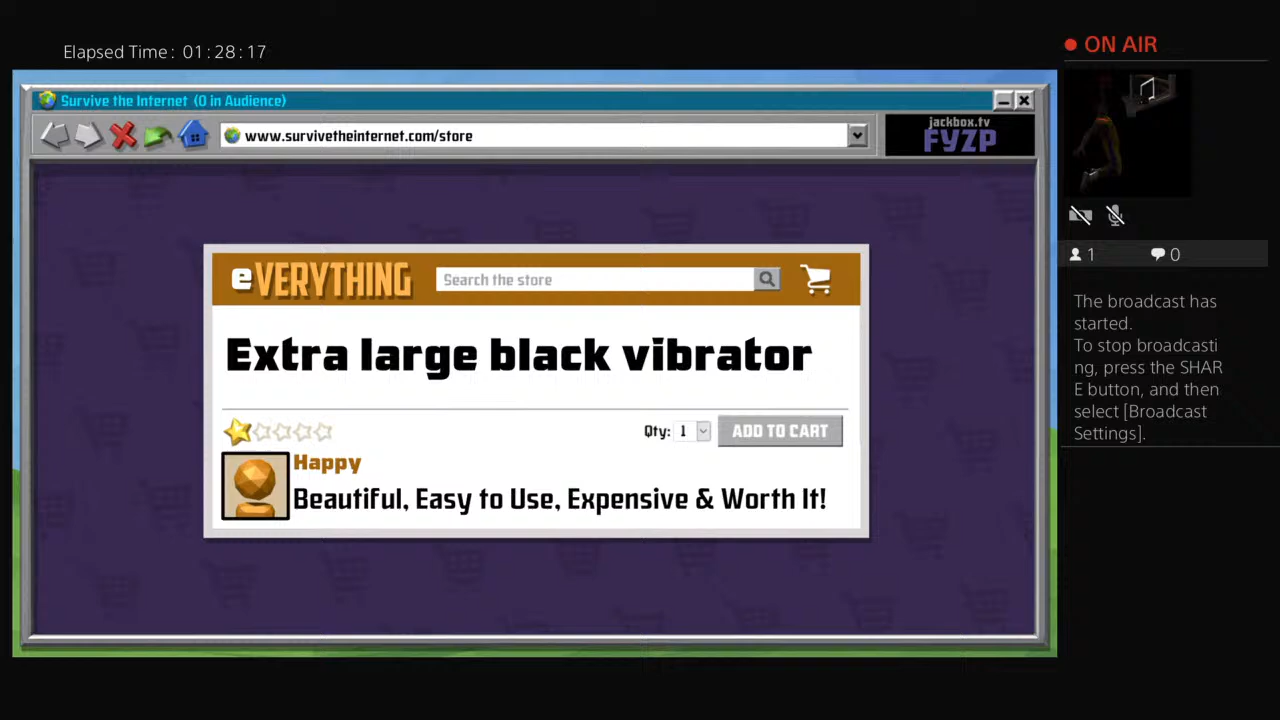 Elapsed Time: 01:28:17
ON AIR
Survive the Internet (0 in Audience)
www.survivetheinternet.com/store
jackbox.tv
FYZP
eVERYTHING
Search the store
Extra large black vibrator
Qty: 1
ADD TO CART
Happy
Beautiful, Easy to Use, Expensive & Worth It!
1
0
The broadcast has
started.
To stop broadcasti
ng, press the SHAR
E button, and then
select [Broadcast
Settings].